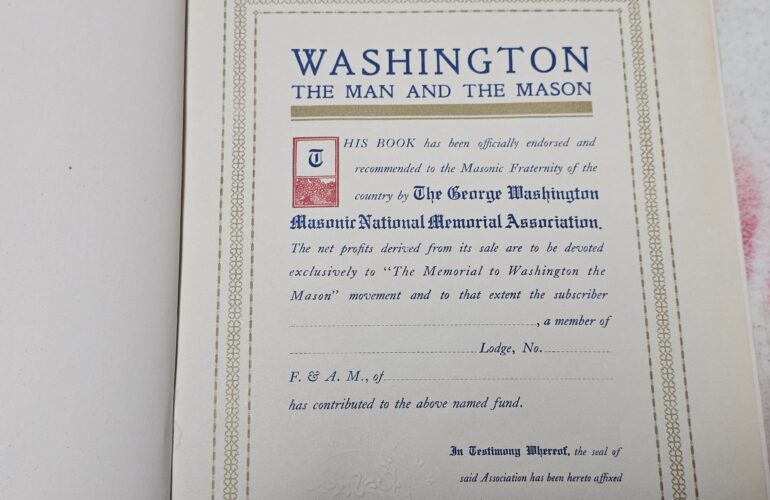 WASHINGTON
THE MAN AND THE MASON
THIS BOOK has been officially endorsed and
recommended to the Masonic Fraternity of the
country by The George Washington
Masonic National Memorial Association.
The net profits derived from its sale are to be devoted
exclusively to "The Memorial to Washington the
Mason" movement and to that extent the subscriber
, a member of
Lodge, No.
F. & A. M., of
has contributed to the above named fund.
In Testimony Whereof, the seal of
said Association has been hereto affixed